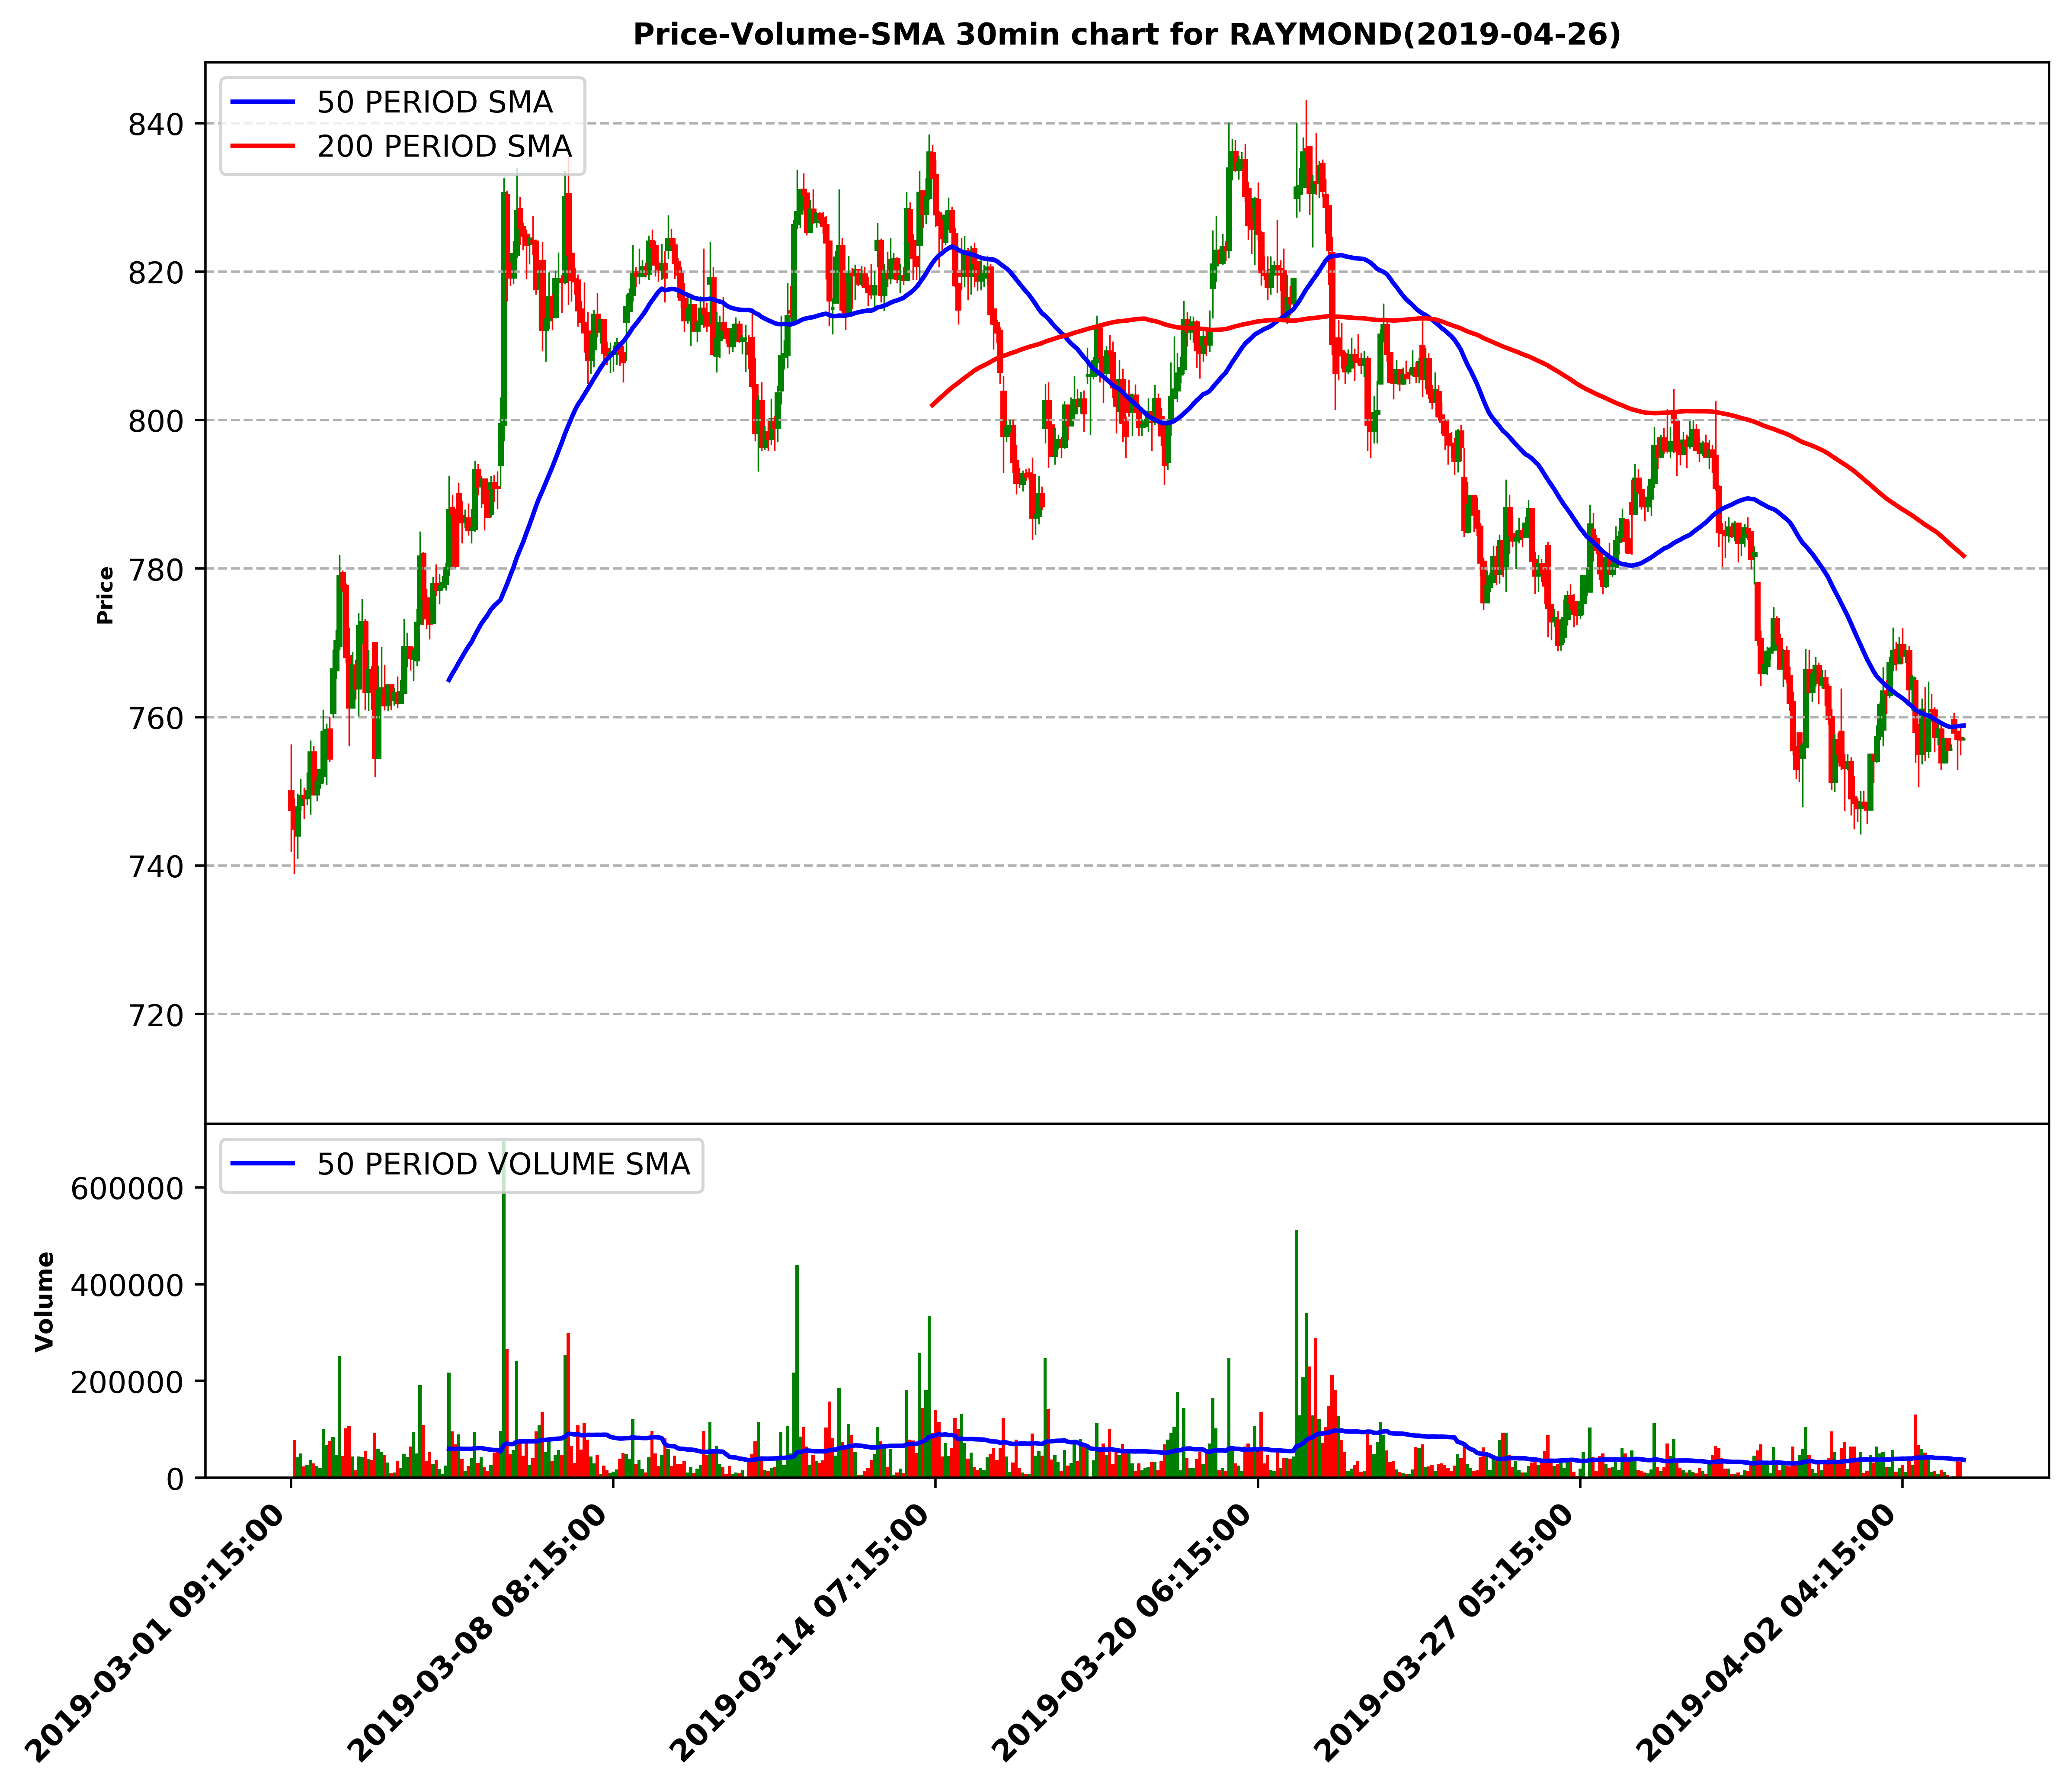 Price-Volume-SMA 30min chart for RAYMOND(2019-04-26)
50 PERIOD SMA
200 PERIOD SMA
840
820
800
780
760
740
720
Price
50 PERIOD VOLUME SMA
600000
400000
200000
0
Volume
2019-03-01 09:15:00
2019-03-08 08:15:00
2019-03-14 07:15:00
2019-03-20 06:15:00
2019-03-27 05:15:00
2019-04-02 04:15:00